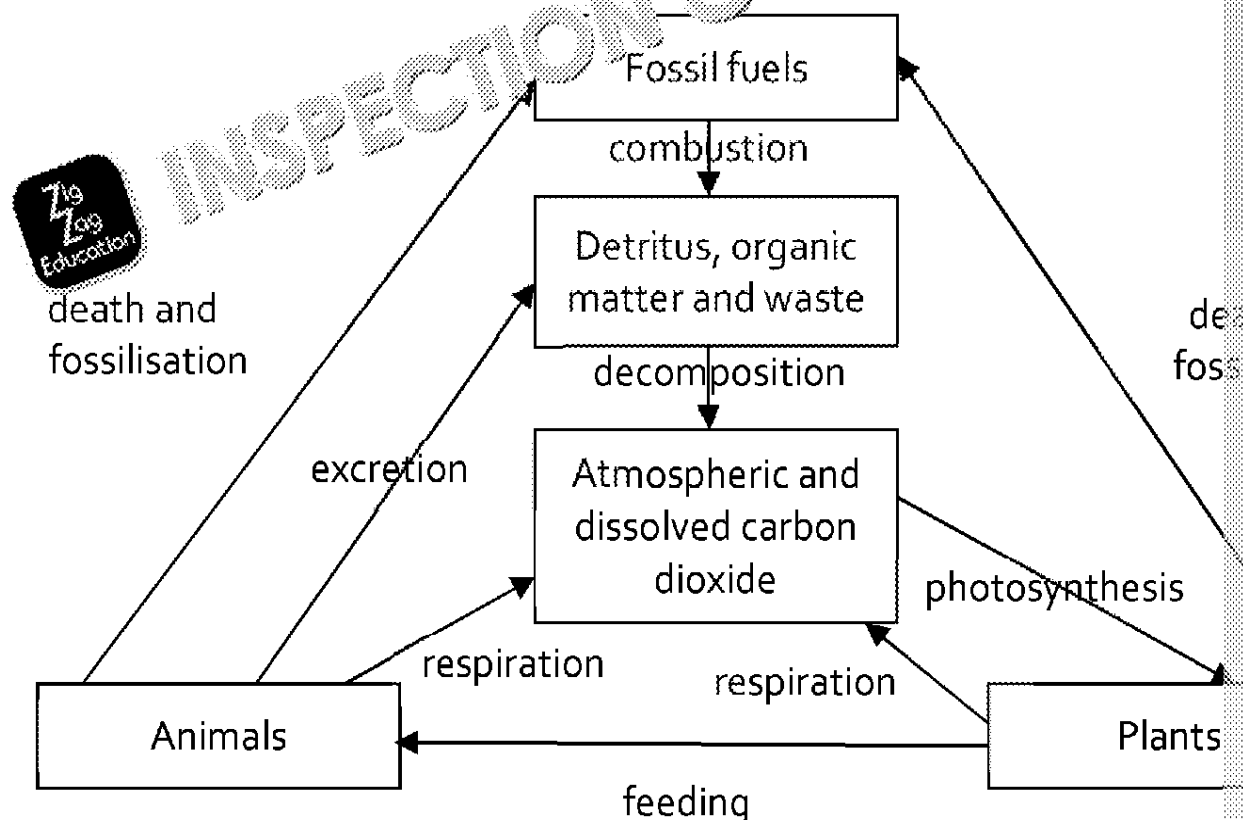 INSPECTION
Fossil fuels
combustion
Zig
Zag
Education
Detritus, organic
matter and waste
death and
fossilisation
decomposition
excretion
Atmospheric and
dissolved carbon
dioxide
photosynthesis
respiration
respiration
Animals
Plants
feeding